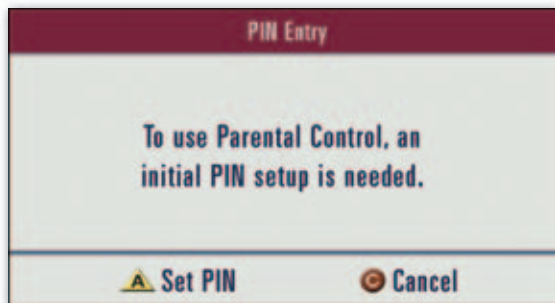 PIN Entry
To use Parental Control, an
initial PIN setup is needed.
A Set PIN C Cancel